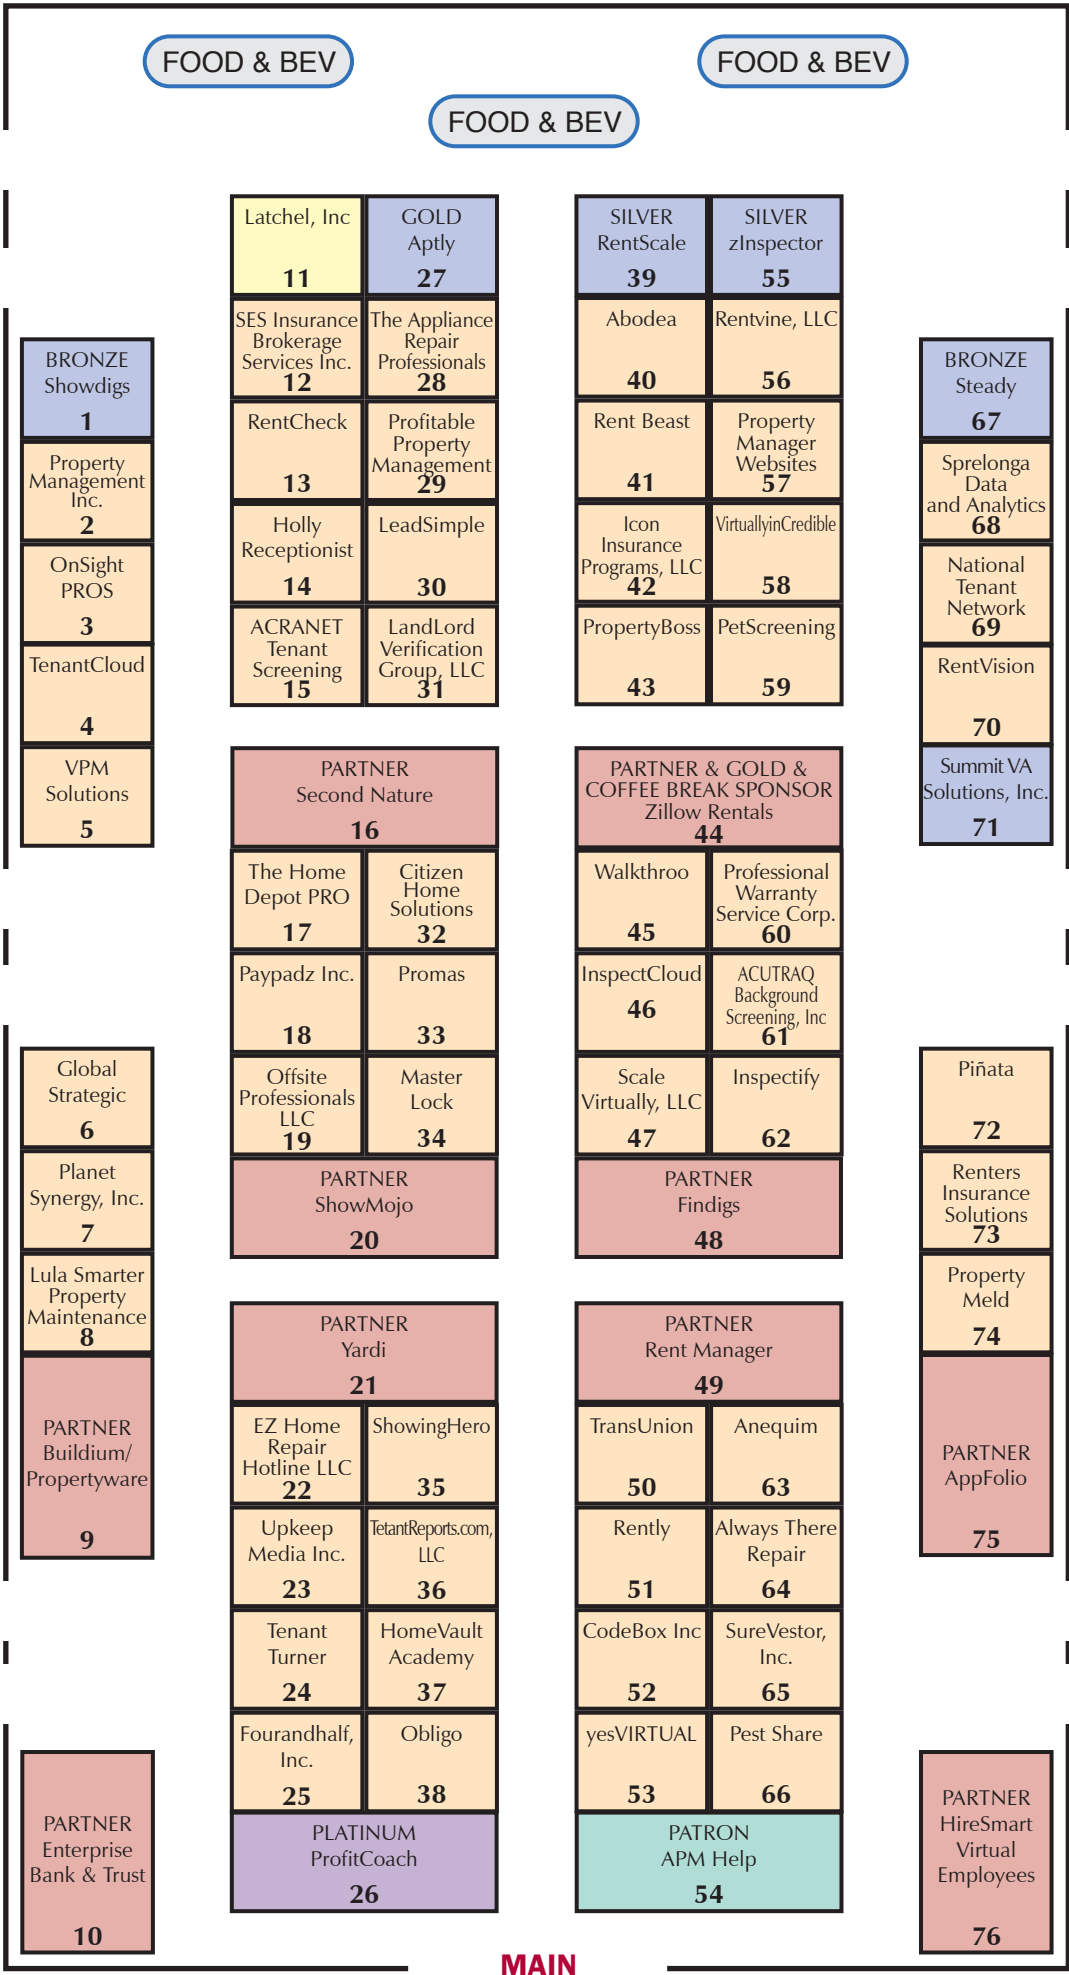 FOOD & BEV
FOOD & BEV
FOOD & BEV
BRONZE
Showdigs
1
Property
Management
Inc.
2
OnSight
PROS
3
TenantCloud
4
VPM
Solutions
5
Global
Strategic
6
Planet
Synergy, Inc.
7
Lula Smarter
Property
Maintenance
8
PARTNER
Buildium/
Propertyware
9
PARTNER
Enterprise
Bank & Trust
10
Latchel, Inc
11
SES Insurance
Brokerage
Services Inc.
12
RentCheck
13
Holly
Receptionist
14
ACRANET
Tenant
Screening
15
PARTNER
Second Nature
16
The Home
Depot PRO
17
Paypadz Inc.
18
Offsite
Professionals
LLC
19
PARTNER
ShowMojo
20
PARTNER
Yardi
21
EZ Home
Repair
Hotline LLC
22
Upkeep
Media Inc.
23
Tenant
Turner
24
Fourandhalf,
Inc.
25
PLATINUM
ProfitCoach
26
GOLD
Aptly
27
The Appliance
Repair
Professionals
28
Profitable
Property
Management
29
LeadSimple
30
LandLord
Verification
Group, LLC
31
Citizen
Home
Solutions
32
Promas
33
Master
Lock
34
ShowingHero
35
TetantReports.com,
LLC
36
HomeVault
Academy
37
Obligo
38
SILVER
RentScale
39
Abodea
40
Rent Beast
41
Icon
Insurance
Programs, LLC
42
PropertyBoss
43
PARTNER & GOLD &
COFFEE BREAK SPONSOR
Zillow Rentals
44
Walkthroo
45
InspectCloud
46
Scale
Virtually, LLC
47
PARTNER
Findigs
48
PARTNER
Rent Manager
49
TransUnion
50
Rently
51
CodeBox Inc
52
yesVIRTUAL
53
PATRON
APM Help
54
SILVER
zInspector
55
Rentvine, LLC
56
Property
Manager
Websites
57
VirtuallyinCredible
58
PetScreening
59
Professional
Warranty
Service Corp.
60
ACUTRAQ
Background
Screening, Inc
61
Inspectify
62
Anequim
63
Always There
Repair
64
SureVestor,
Inc.
65
Pest Share
66
BRONZE
Steady
67
Sprelonga
Data
and Analytics
68
National
Tenant
Network
69
RentVision
70
Summit VA
Solutions, Inc.
71
Piñata
72
Renters
Insurance
Solutions
73
Property
Meld
74
PARTNER
AppFolio
75
PARTNER
HireSmart
Virtual
Employees
76
MAIN